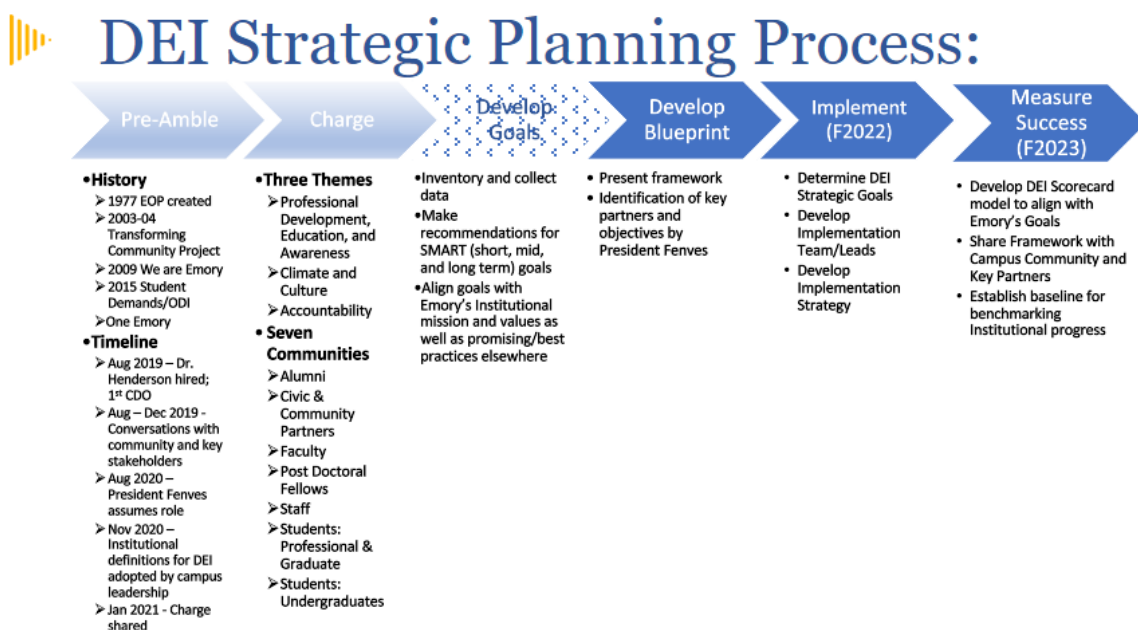 DEI Strategic Planning Process:
Pre-Amble
Charge
Develop
Goals
Develop
Blueprint
Implement
(F2022)
Measure
Success
(F2023)
•History
➢1977 EOP created
➢2003-04
Transforming
Community Project
➢2009 We are Emory
➢2015 Student
Demands/ODI
➢One Emory
•Timeline
➢Aug 2019 – Dr.
Henderson hired;
1st CDO
➢Aug – Dec 2019 -
Conversations with
community and key
stakeholders
➢Aug 2020 –
President Fenves
assumes role
➢Nov 2020 –
Institutional
definitions for DEI
adopted by campus
leadership
➢Jan 2021 - Charge
shared
•Three Themes
➢Professional
Development,
Education, and
Awareness
➢Climate and
Culture
➢Accountability
• Seven
Communities
➢Alumni
➢Civic &
Community
Partners
➢Faculty
➢Post Doctoral
Fellows
➢Staff
➢Students:
Professional &
Graduate
➢Students:
Undergraduates
•Inventory and collect
data
•Make
recommendations for
SMART (short, mid,
and long term) goals
•Align goals with
Emory's Institutional
mission and values as
well as promising/best
practices elsewhere
• Present framework
• Identification of key
partners and
objectives by
President Fenves
• Determine DEI
Strategic Goals
• Develop
Implementation
Team/Leads
• Develop
Implementation
Strategy
• Develop DEI Scorecard
model to align with
Emory's Goals
• Share Framework with
Campus Community and
Key Partners
• Establish baseline for
benchmarking
Institutional progress